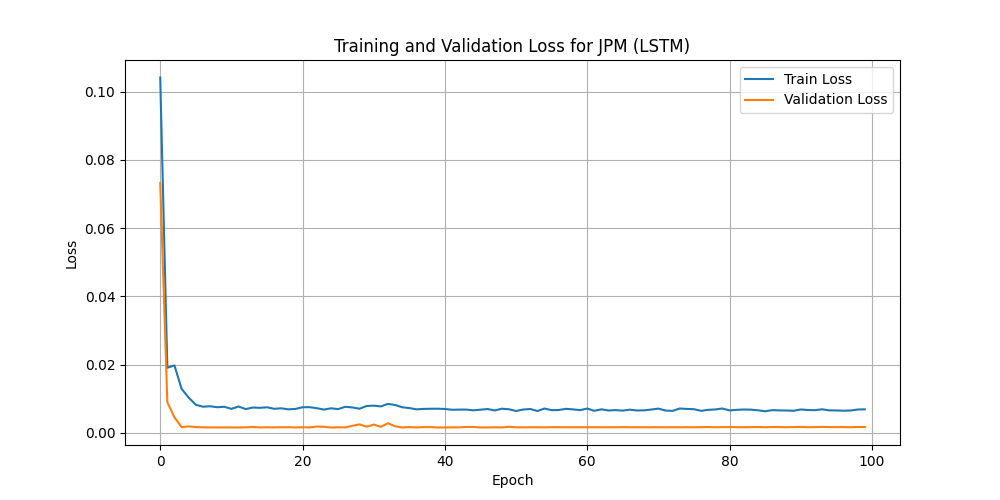 Training and Validation Loss for JPM (LSTM)
Train Loss
Validation Loss
0.10
0.08
0.06
0.04
0.02
0.00
Loss
0 20 40 60 80 100
Epoch